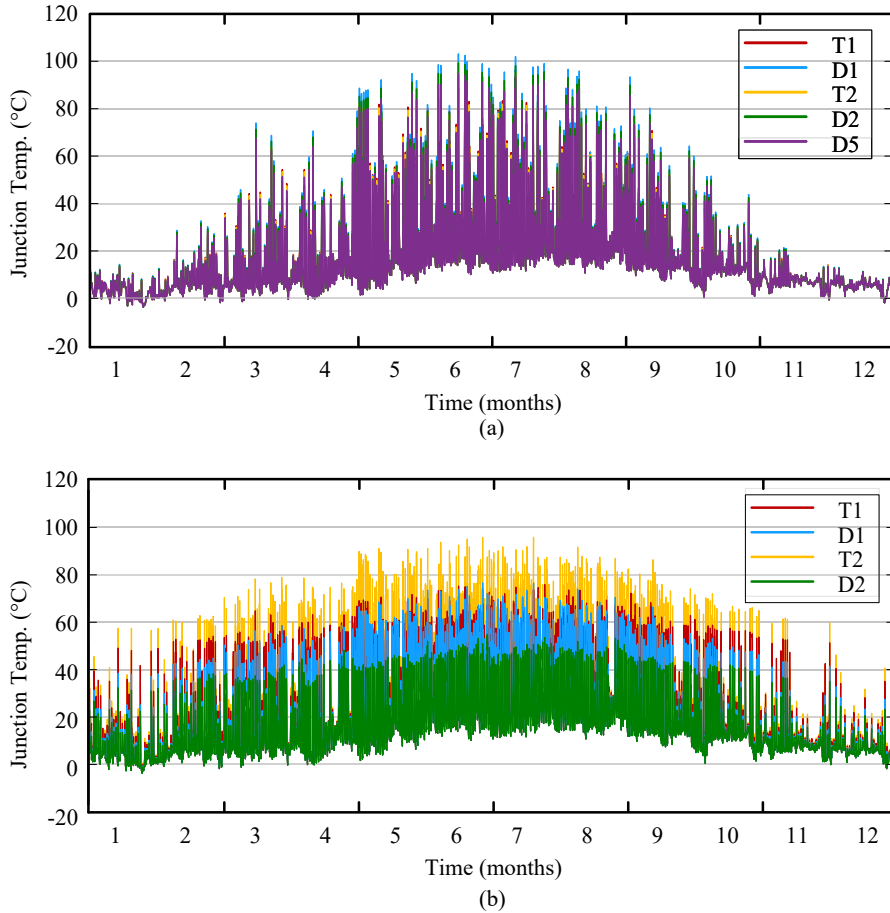 120
100
80
60
40
20
0
-20
Junction Temp. (°C)
T1
D1
T2
D2
D5
1 2 3 4 5 6 7 8 9 10 11 12
Time (months)
(a)
120
100
80
60
40
20
0
-20
Junction Temp. (°C)
T1
D1
T2
D2
1 2 3 4 5 6 7 8 9 10 11 12
Time (months)
(b)